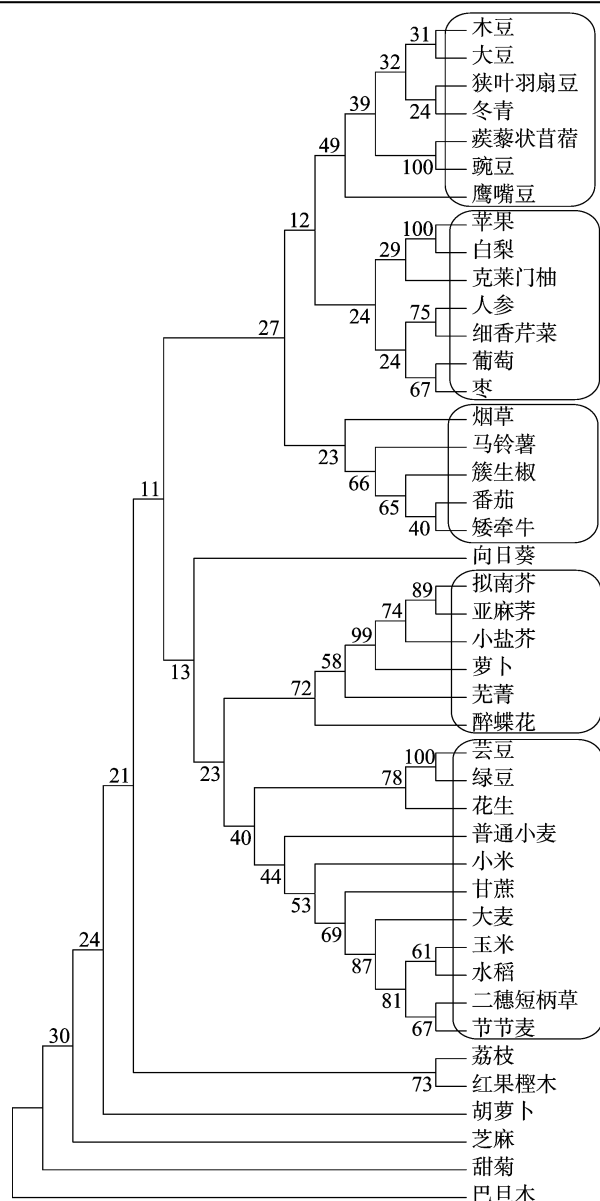 木豆
大豆
狭叶羽扇豆
冬青
蒺藜状苜蓿
豌豆
鹰嘴豆
苹果
白梨
克莱门柚
人参
细香芹菜
葡萄
枣
烟草
马铃薯
簇生椒
番茄
矮牵牛
向日葵
拟南芥
亚麻荠
小盐芥
萝卜
芜菁
醉蝶花
芸豆
绿豆
花生
普通小麦
小米
甘蔗
大麦
玉米
水稻
二穗短柄草
节节麦
荔枝
红果樫木
胡萝卜
芝麻
甜菊
巴旦木
31
32
24
39
100
49
12
100
29
24
75
24
67
27
23
66
65
40
11
13
89
74
99
58
72
23
100
78
40
44
53
69
87
61
81
67
21
73
24
30